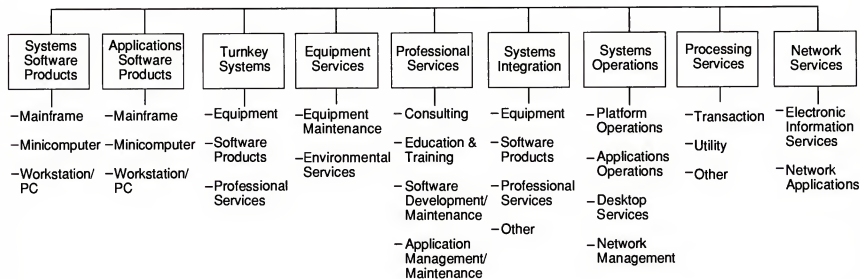 Systems
Software
Products
Applications
Software
Products
Turnkey
Systems
Equipment
Services
Professional
Services
Systems
Integration
Systems
Operations
Processing
Services
Network
Services
–Mainframe
–Minicomputer
–Workstation/
PC
–Mainframe
–Minicomputer
–Workstation/
PC
–Equipment
–Software
Products
–Professional
Services
–Equipment
Maintenance
–Environmental
Services
–Consulting
–Education &
Training
–Software
Development/
Maintenance
–Application
Management/
Maintenance
–Equipment
–Software
Products
–Professional
Services
–Other
–Platform
Operations
–Applications
Operations
–Desktop
Services
–Network
Management
–Transaction
–Utility
–Other
–Electronic
Information
Services
–Network
Applications